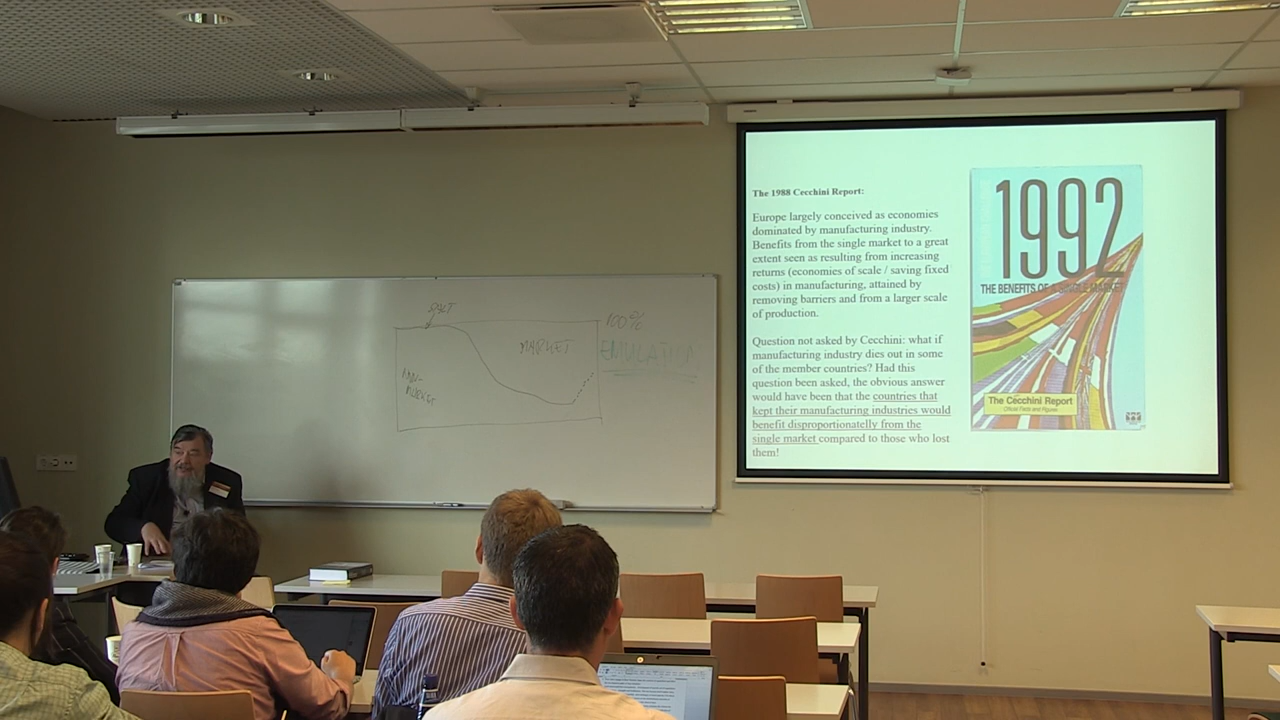 SPLIT
100%
MARKET
EMULATION
NON-
MARKET
The 1988 Cecchini Report:
Europe largely conceived as economies
dominated by manufacturing industry.
Benefits from the single market to a great
extent seen as resulting from increasing
returns (economies of scale / saving fixed
costs) in manufacturing, attained by
removing barriers and from a larger scale
of production.
Question not asked by Cecchini: what if
manufacturing industry dies out in some
of the member countries? Had this
question been asked, the obvious answer
would have been that the countries that
kept their manufacturing industries would
benefit disproportionatelly from the
single market compared to those who lost
them!
1992
THE BENEFITS OF A SINGLE MARKET
The Cecchini Report
Official Facts and Figures